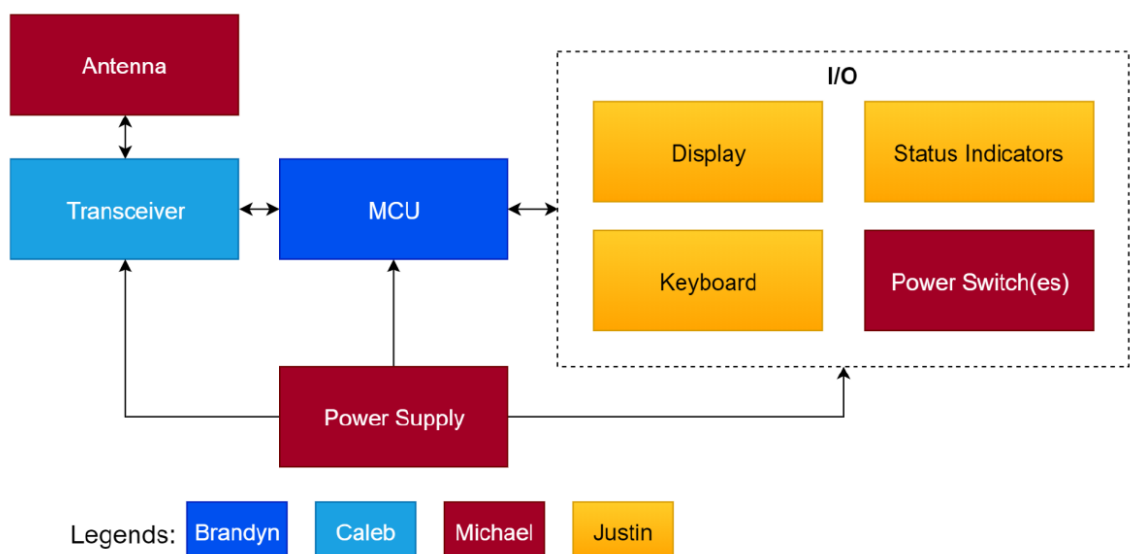 Antenna
I/O
Display
Status Indicators
Transceiver
MCU
Keyboard
Power Switch(es)
Power Supply
Legends: Brandyn Caleb Michael Justin